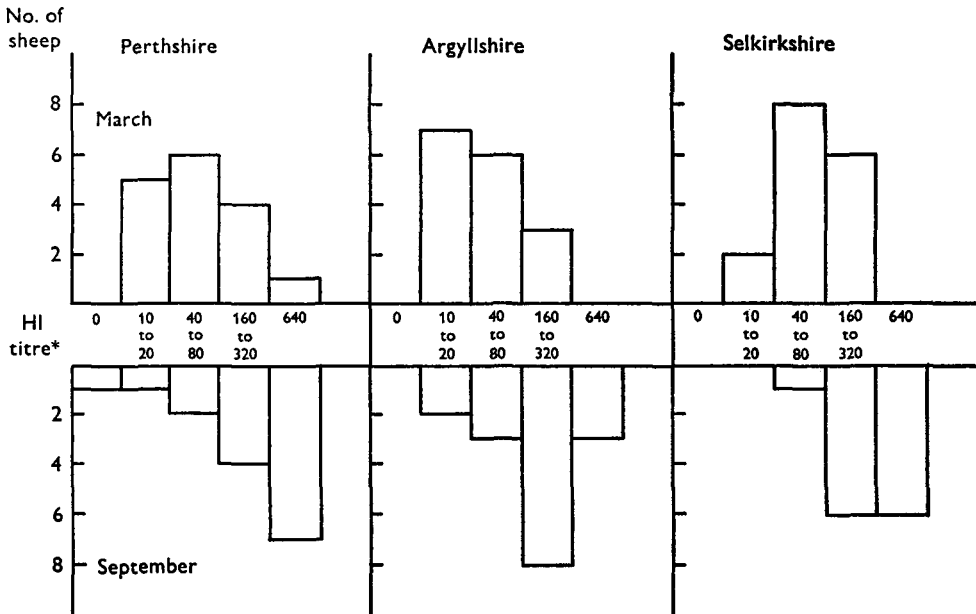 No. of
sheep
Perthshire
Argyllshire
Selkirkshire
March
8
6
4
2
HI
titre*
0
10
to
20
40
to
80
160
to
320
640
0
10
to
20
40
to
80
160
to
320
640
0
10
to
20
40
to
80
160
to
320
640
2
4
6
8
September